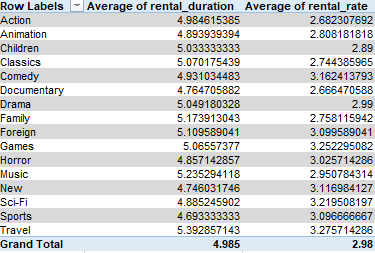 Row Labels Average of rental_duration Average of rental_rate
Action 4.984615385 2.682307692
Animation 4.893939394 2.808181818
Children 5.033333333 2.89
Classics 5.070175439 2.744385965
Comedy 4.931034483 3.162413793
Documentary 4.764705882 2.666470588
Drama 5.049180328 2.99
Family 5.173913043 2.758115942
Foreign 5.109589041 3.099589041
Games 5.06557377 3.252295082
Horror 4.857142857 3.025714286
Music 5.235294118 2.950784314
New 4.746031746 3.116984127
Sci-Fi 4.885245902 3.219508197
Sports 4.693333333 3.096666667
Travel 5.392857143 3.275714286
Grand Total 4.985 2.98